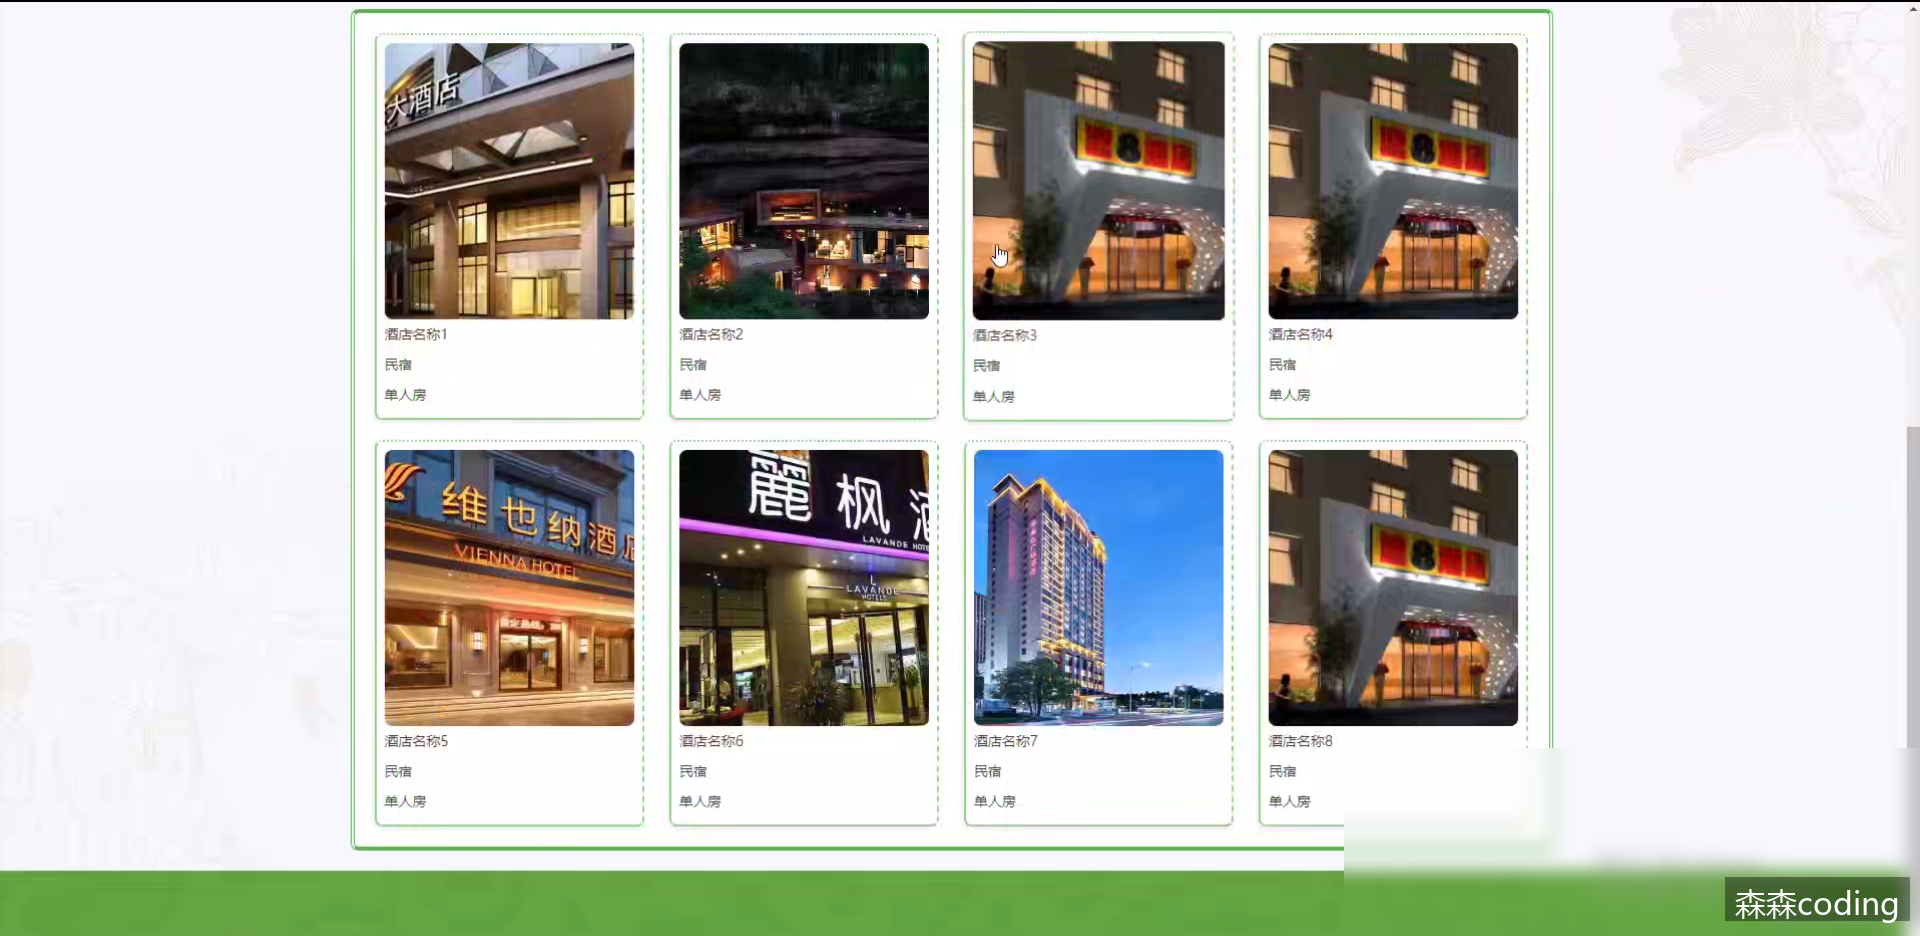 大酒店
8
8
酒店名称1
酒店名称2
酒店名称3
酒店名称4
民宿
民宿
民宿
民宿
单人房
单人房
单人房
单人房
维也纳酒店
VIENNA HOTEL
麗枫酒
LAVANDE HOTE
L
LAVANDE
HOTELS
8
酒店名称5
酒店名称6
酒店名称7
酒店名称8
民宿
民宿
民宿
民宿
单人房
单人房
单人房
单人房
森森coding